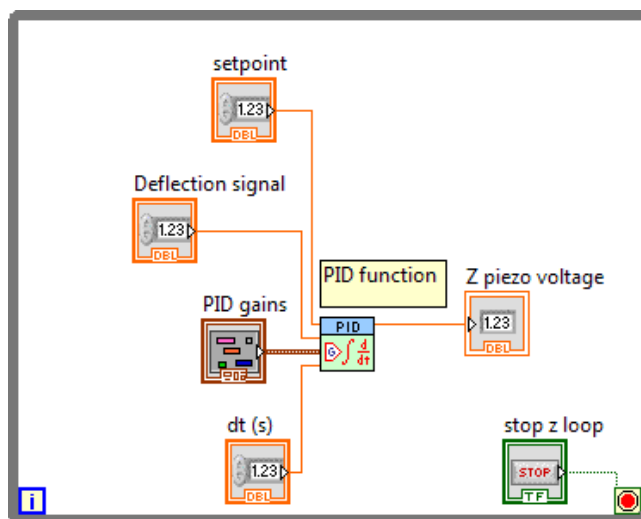 setpoint
1.23
DBL
Deflection signal
1.23
DBL
PID function
Z piezo voltage
1.23
DBL
PID gains
PID
G ∫ d/dt
dt (s)
1.23
DBL
stop z loop
STOP
TF
i